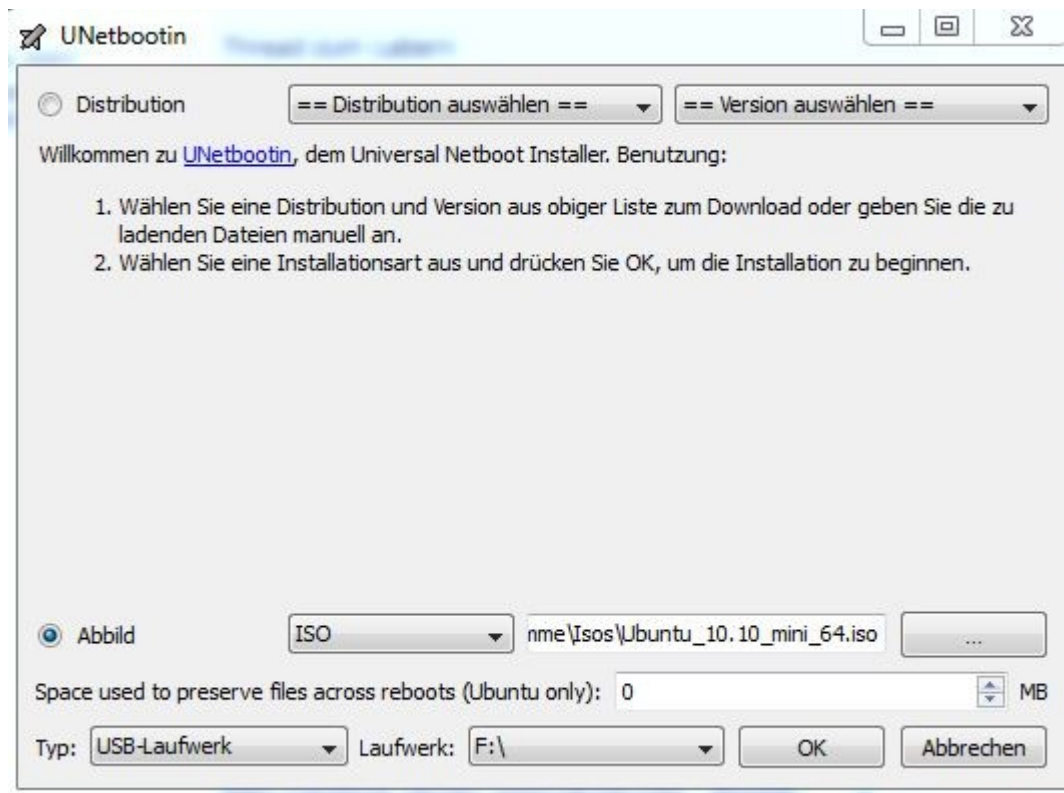 UNetbootin
Distribution == Distribution auswählen == == Version auswählen ==
Willkommen zu UNetbootin, dem Universal Netboot Installer. Benutzung:
1. Wählen Sie eine Distribution und Version aus obiger Liste zum Download oder geben Sie die zu
ladenden Dateien manuell an.
2. Wählen Sie eine Installationsart aus und drücken Sie OK, um die Installation zu beginnen.
Abbild ISO nme\Isos\Ubuntu_10.10_mini_64.iso ...
Space used to preserve files across reboots (Ubuntu only): 0 MB
Typ: USB-Laufwerk Laufwerk: F:\ OK Abbrechen